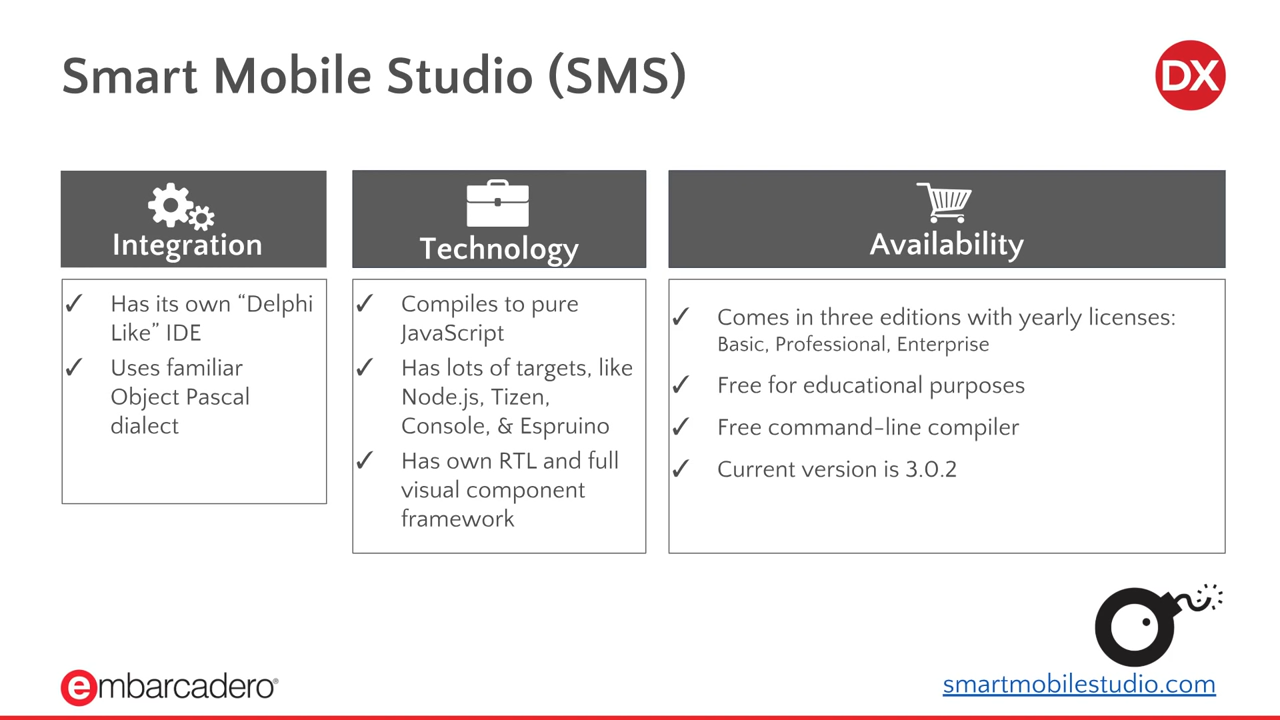 Smart Mobile Studio (SMS)
DX
Integration
✓ Has its own “Delphi
Like” IDE
✓ Uses familiar
Object Pascal
dialect
Technology
✓ Compiles to pure
JavaScript
✓ Has lots of targets, like
Node.js, Tizen,
Console, & Espruino
✓ Has own RTL and full
visual component
framework
Availability
✓ Comes in three editions with yearly licenses:
Basic, Professional, Enterprise
✓ Free for educational purposes
✓ Free command-line compiler
✓ Current version is 3.0.2
embarcadero®
smartmobilestudio.com